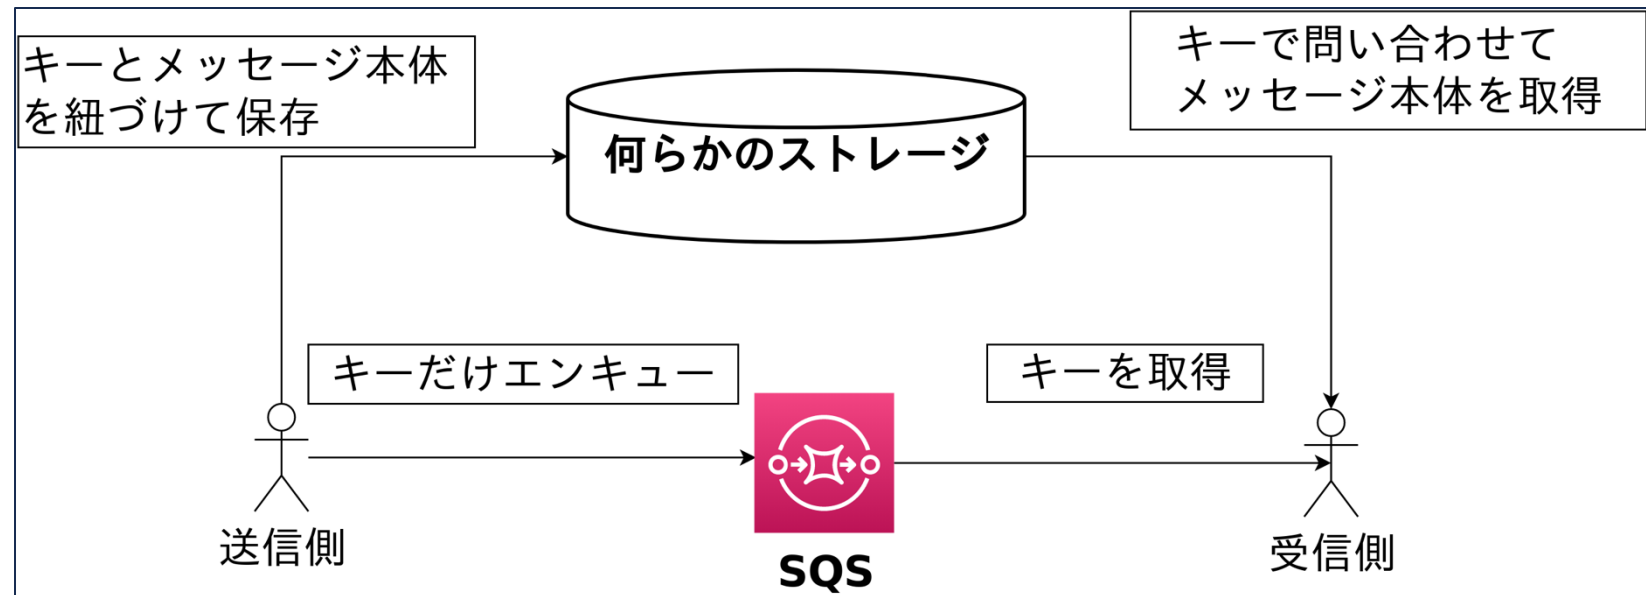 キーとメッセージ本体
を紐づけて保存
何らかのストレージ
キーで問い合わせて
メッセージ本体を取得
キーだけエンキュー
キーを取得
送信側
SQS
受信側